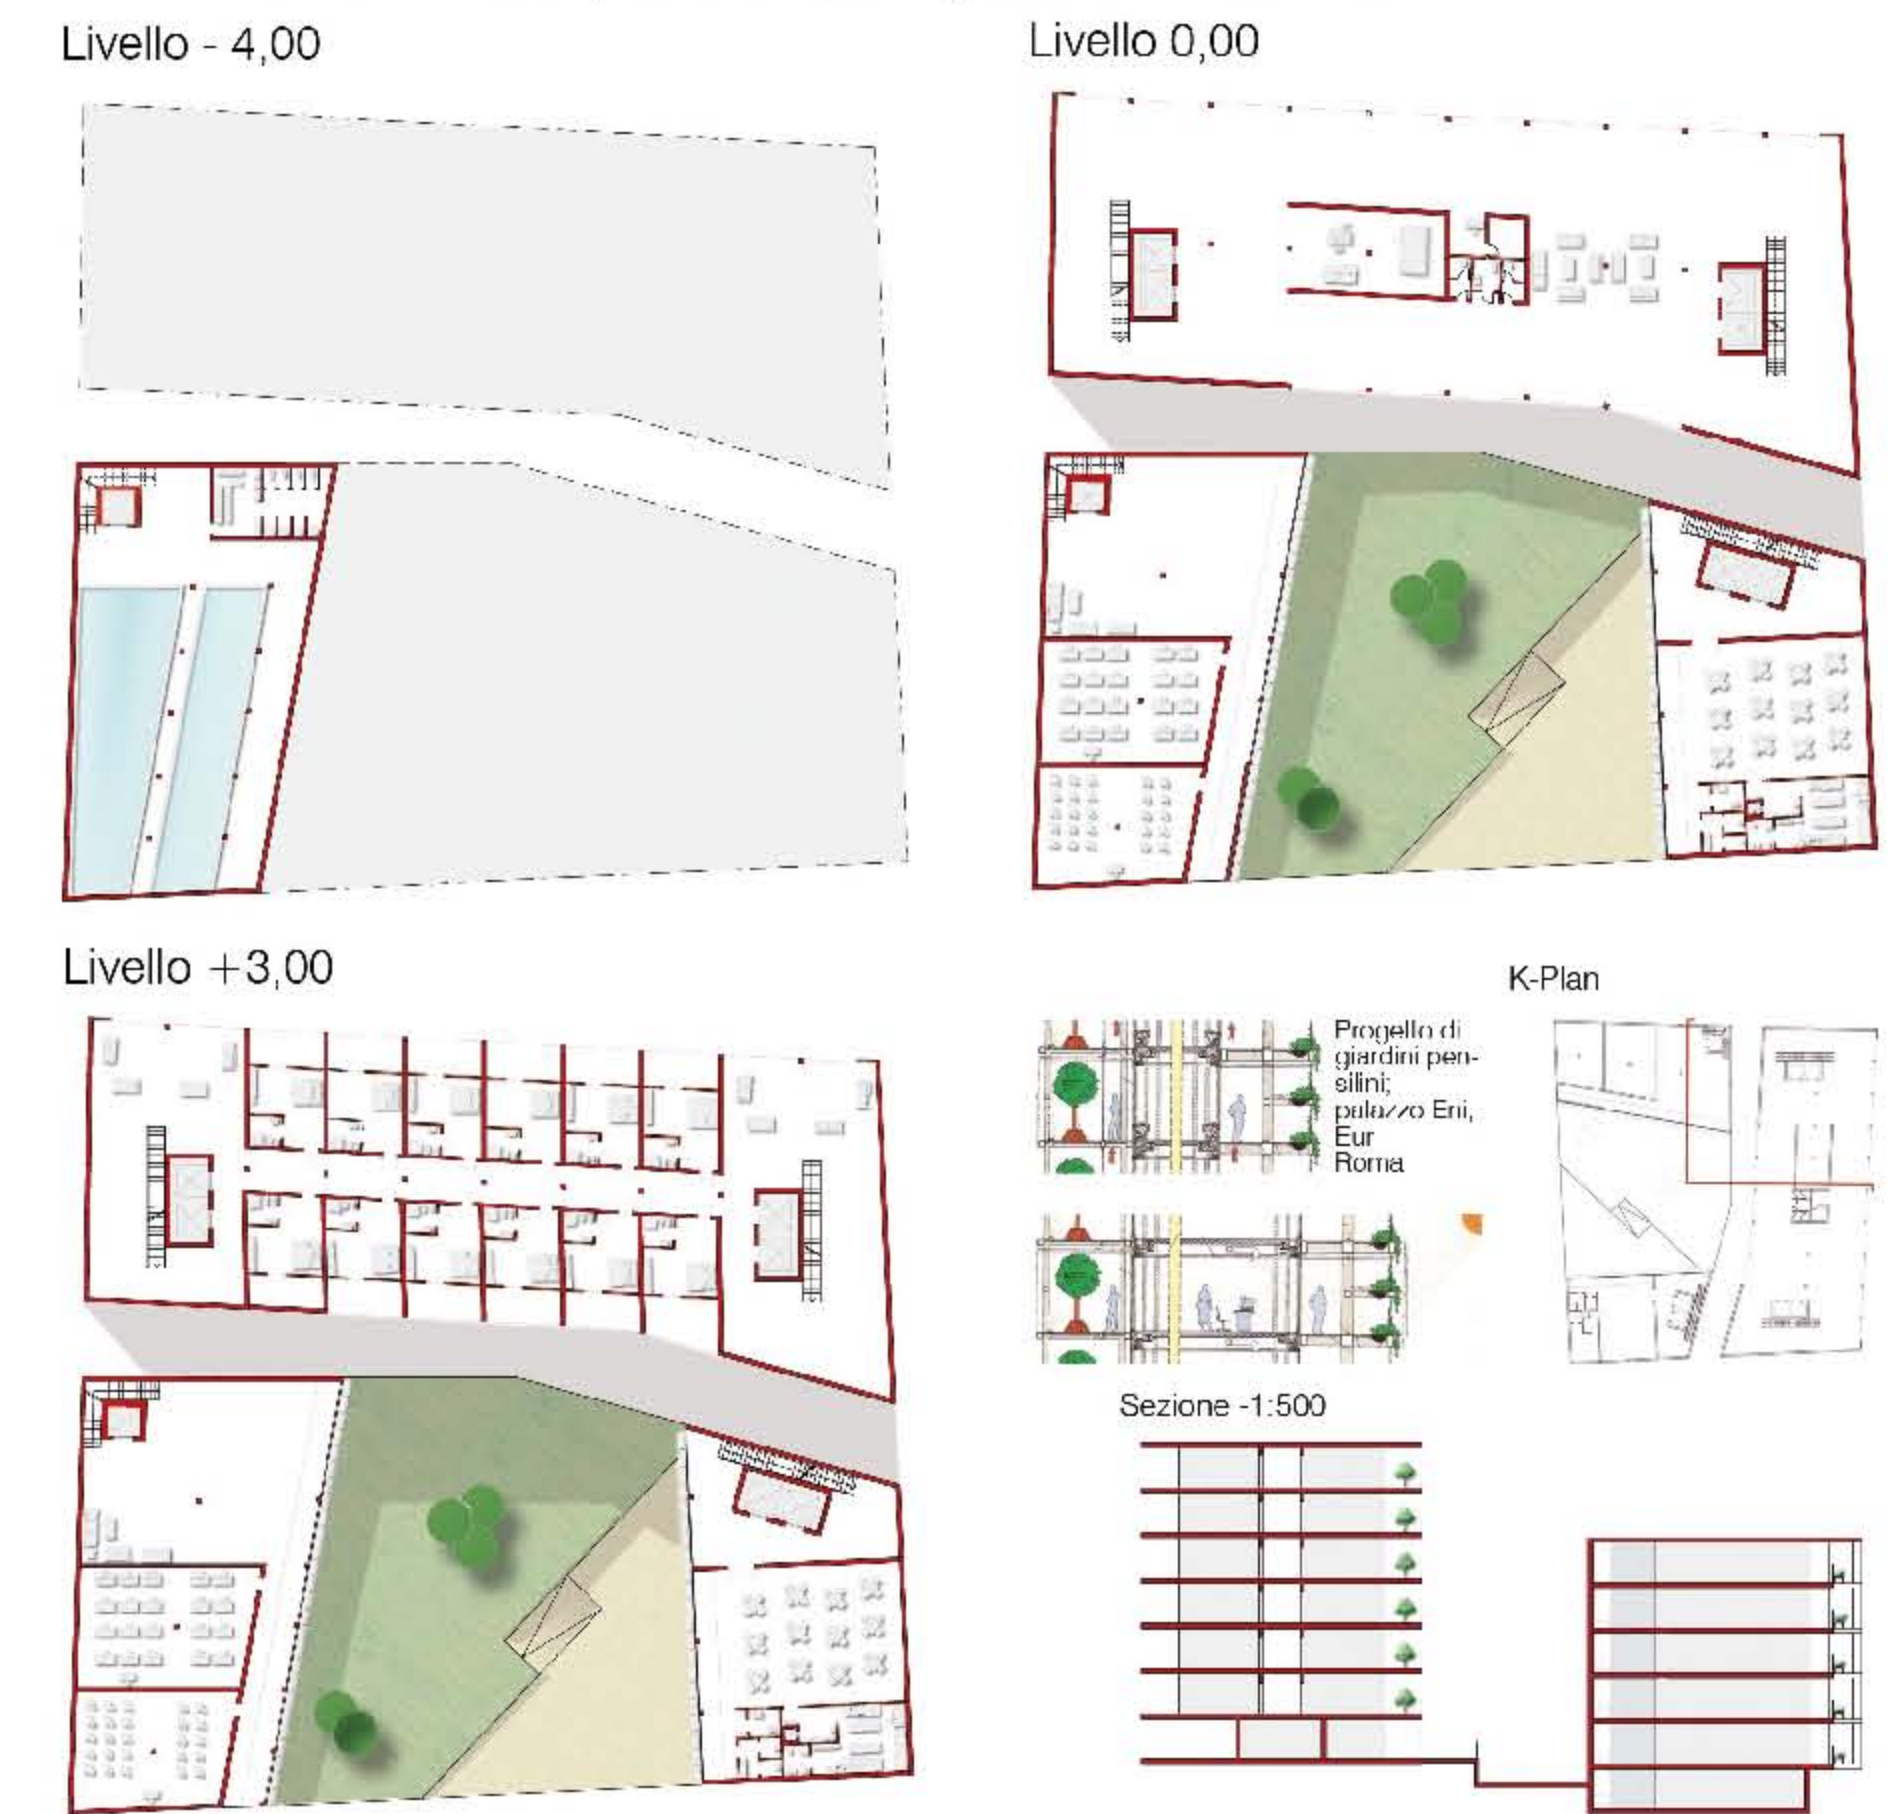 Livello - 4,00
Livello 0,00
Livello +3,00
K-Plan
Progello di
giardini pen-
silini;
palazzo Eni,
Eur
Roma
Sezione -1:500